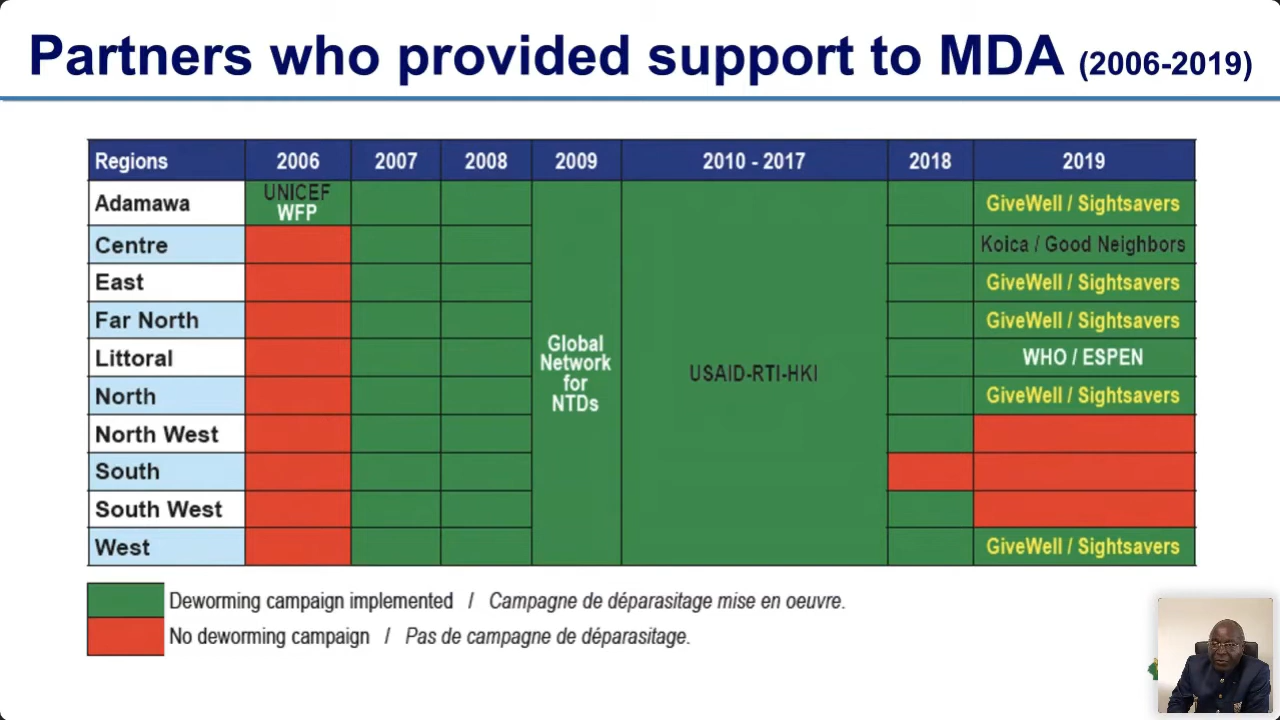 Partners who provided support to MDA (2006-2019)
Regions 2006 2007 2008 2009 2010 - 2017 2018 2019
Adamawa UNICEF WFP GiveWell / Sightsavers
Centre Koica / Good Neighbors
East GiveWell / Sightsavers
Far North GiveWell / Sightsavers
Littoral WHO / ESPEN
North GiveWell / Sightsavers
North West
South
South West
West GiveWell / Sightsavers
Global
Network
for
NTDs
USAID-RTI-HKI
Deworming campaign implemented / Campagne de déparasitage mise en oeuvre.
No deworming campaign / Pas de campagne de déparasitage.